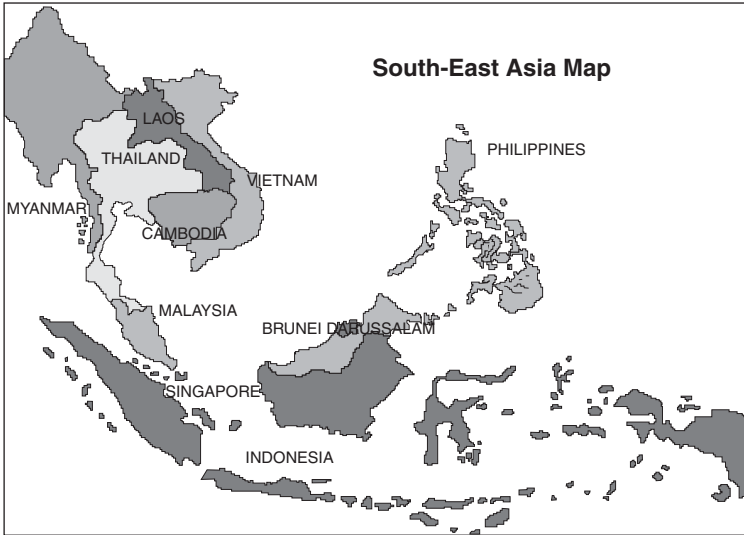 South-East Asia Map
LAOS
PHILIPPINES
THAILAND
VIETNAM
MYANMAR
CAMBODIA
MALAYSIA
BRUNEI DARUSSALAM
SINGAPORE
INDONESIA